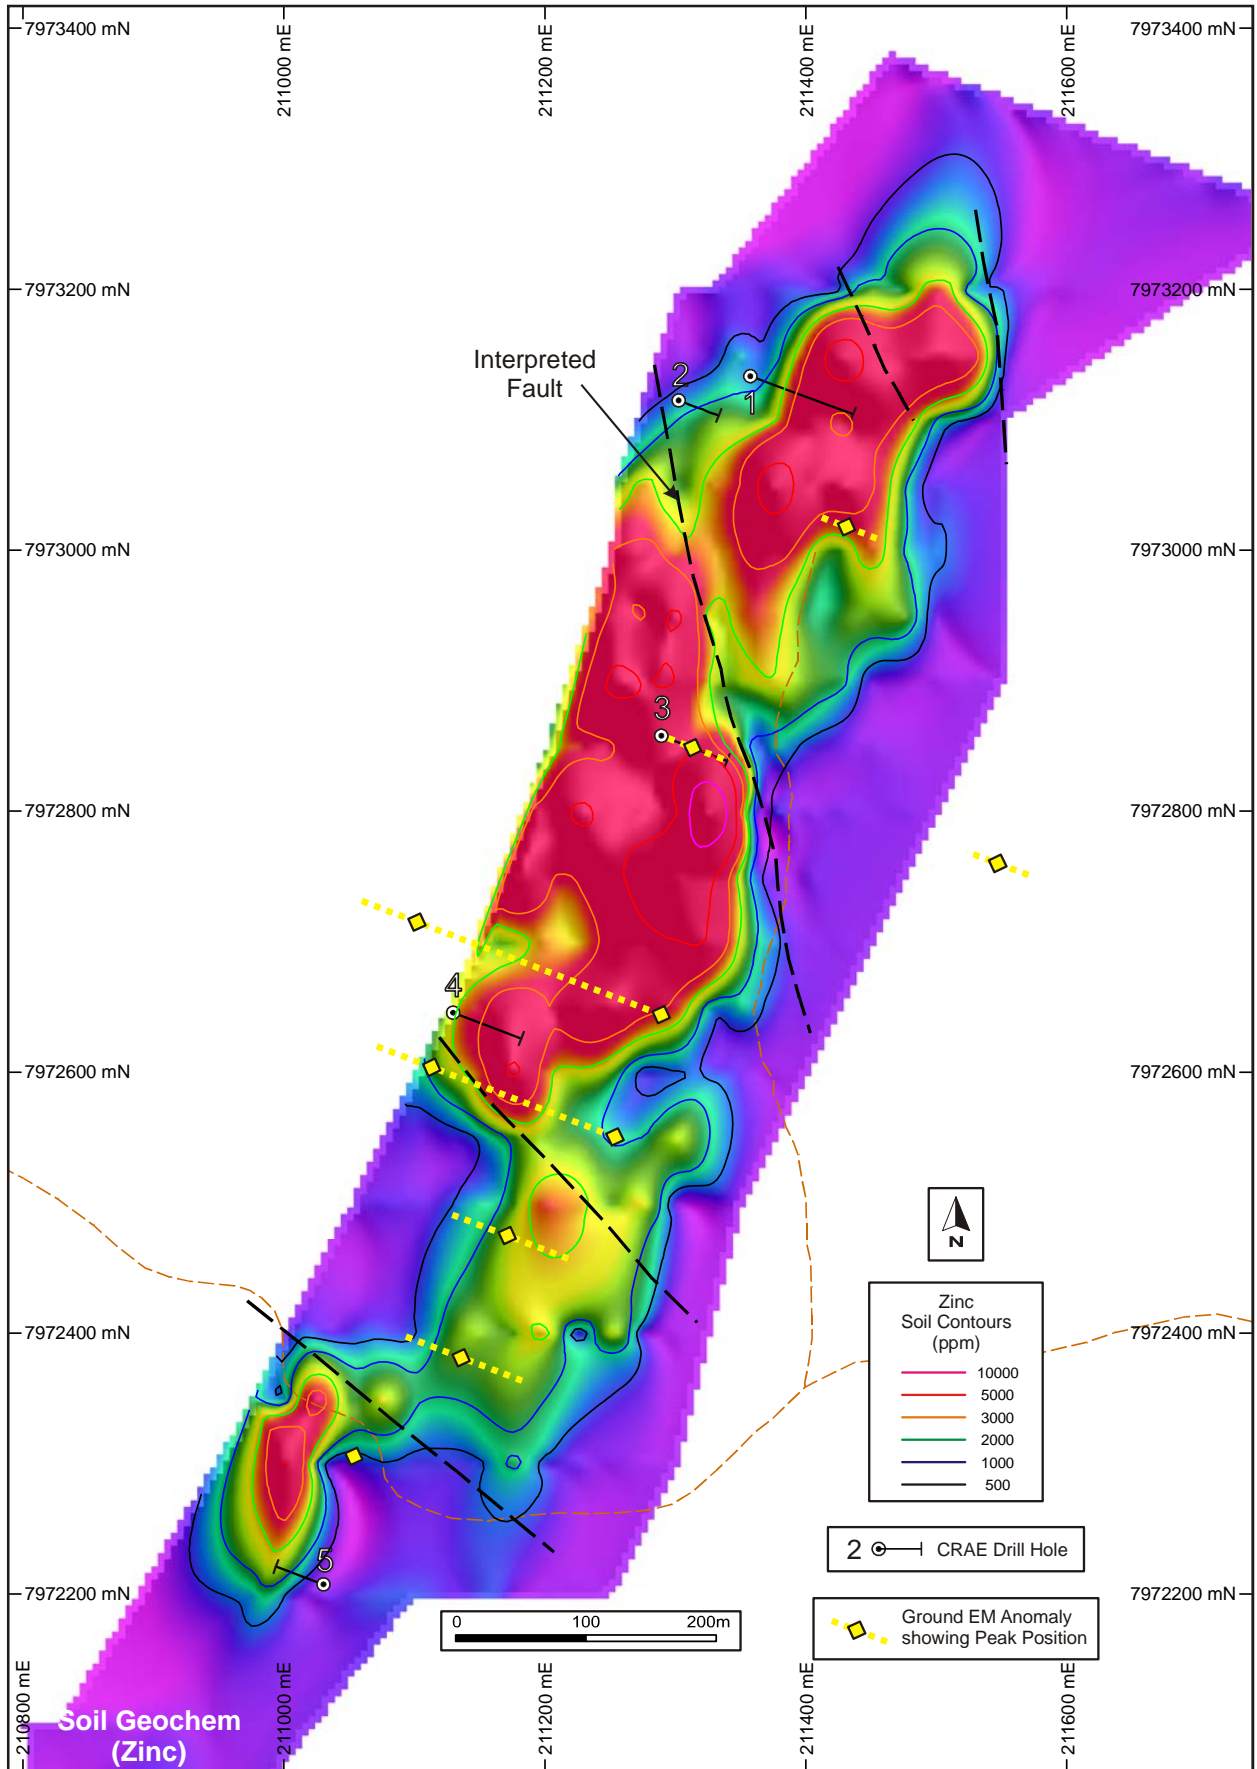 211000 mE
211200 mE
211400 mE
211600 mE
7973400 mN
7973400 mN
7973200 mN
7973200 mN
Interpreted
Fault
2
1
7973000 mN
7973000 mN
3
7972800 mN
7972800 mN
4
7972600 mN
7972600 mN
N
Zinc
Soil Contours
(ppm)
10000
5000
3000
2000
1000
500
7972400 mN
7972400 mN
2 CRAE Drill Hole
5
7972200 mN
7972200 mN
Ground EM Anomaly
showing Peak Position
0 100 200m
Soil Geochem
(Zinc)
210800 mE
211000 mE
211200 mE
211400 mE
211600 mE